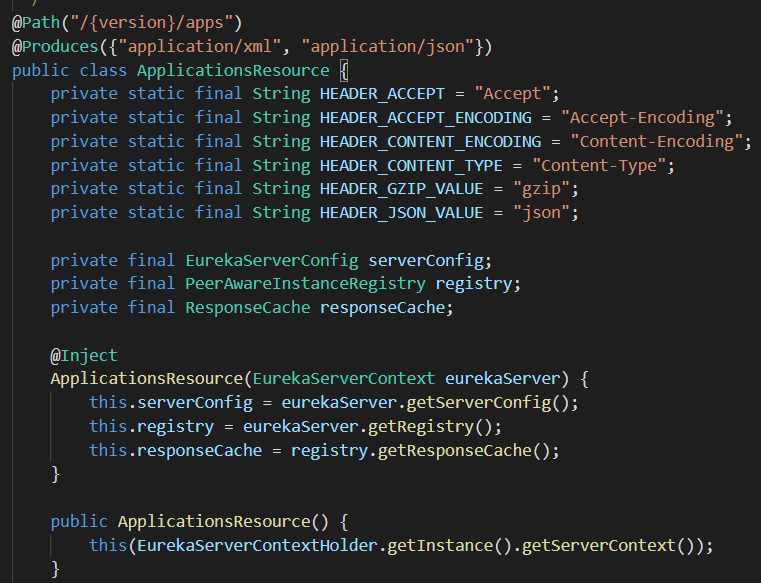 @Path("/{version}/apps")
@Produces({"application/xml", "application/json"})
public class ApplicationsResource {
    private static final String HEADER_ACCEPT = "Accept";
    private static final String HEADER_ACCEPT_ENCODING = "Accept-Encoding";
    private static final String HEADER_CONTENT_ENCODING = "Content-Encoding";
    private static final String HEADER_CONTENT_TYPE = "Content-Type";
    private static final String HEADER_GZIP_VALUE = "gzip";
    private static final String HEADER_JSON_VALUE = "json";

    private final EurekaServerConfig serverConfig;
    private final PeerAwareInstanceRegistry registry;
    private final ResponseCache responseCache;

    @Inject
    ApplicationsResource(EurekaServerContext eurekaServer) {
        this.serverConfig = eurekaServer.getServerConfig();
        this.registry = eurekaServer.getRegistry();
        this.responseCache = registry.getResponseCache();
    }

    public ApplicationsResource() {
        this(EurekaServerContextHolder.getInstance().getServerContext());
    }